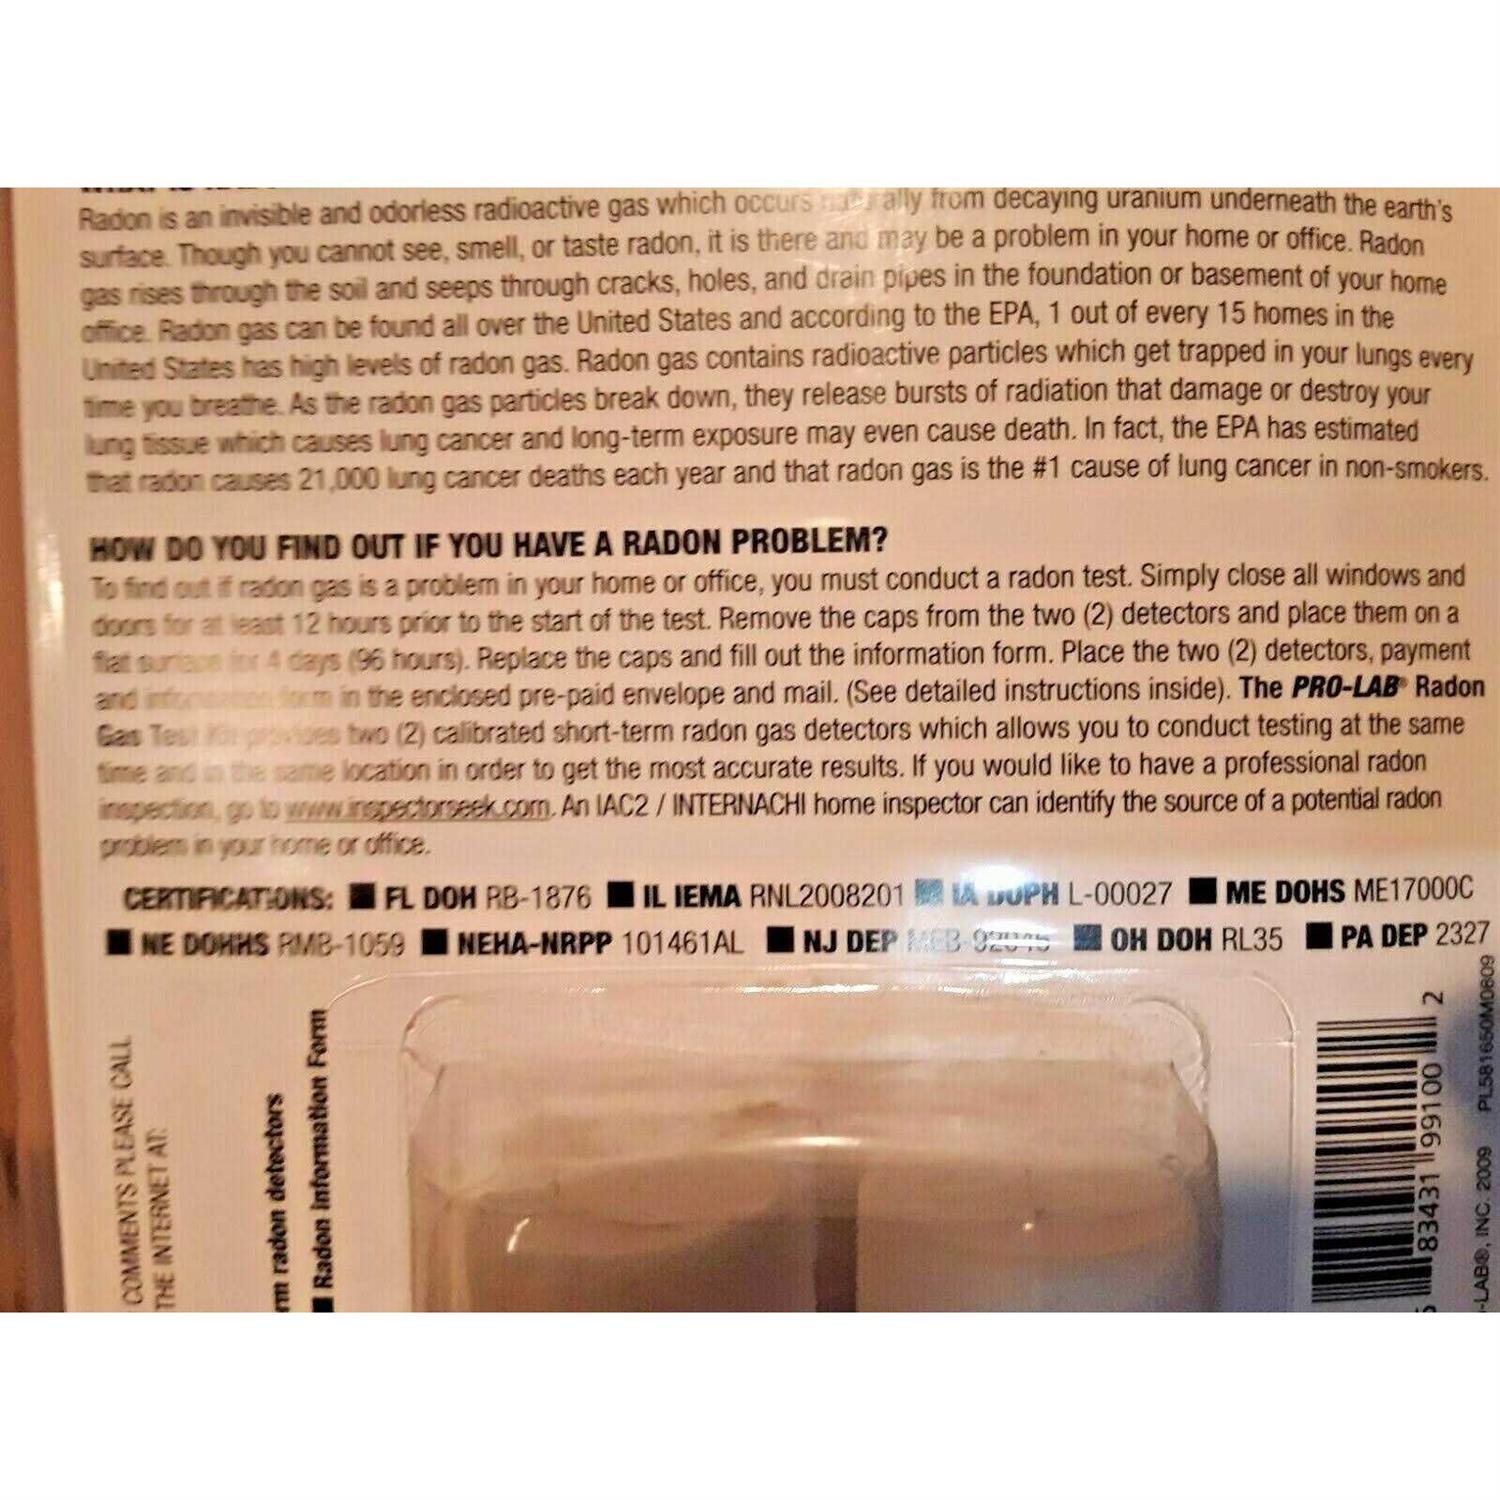 Radon is an invisible and odorless radioactive gas which occurs naturally from decaying uranium underneath the earth's
surface. Though you cannot see, smell, or taste radon, it is there and may be a problem in your home or office. Radon
gas rises through the soil and seeps through cracks, holes, and drain pipes in the foundation or basement of your home
office. Radon gas can be found all over the United States and according to the EPA, 1 out of every 15 homes in the
United States has high levels of radon gas. Radon gas contains radioactive particles which get trapped in your lungs every
time you breathe. As the radon gas particles break down, they release bursts of radiation that damage or destroy your
lung tissue which causes lung cancer and long-term exposure may even cause death. In fact, the EPA has estimated
that radon causes 21,000 lung cancer deaths each year and that radon gas is the #1 cause of lung cancer in non-smokers.
HOW DO YOU FIND OUT IF YOU HAVE A RADON PROBLEM?
To find out if radon gas is a problem in your home or office, you must conduct a radon test. Simply close all windows and
doors for at least 12 hours prior to the start of the test. Remove the caps from the two (2) detectors and place them on a
flat surface for 4 days (96 hours). Replace the caps and fill out the information form. Place the two (2) detectors, payment
and information form in the enclosed pre-paid envelope and mail. (See detailed instructions inside). The PRO-LAB® Radon
Gas Test Kit provides two (2) calibrated short-term radon gas detectors which allows you to conduct testing at the same
time and in the same location in order to get the most accurate results. If you would like to have a professional radon
inspection, go to www.inspectorseek.com. An IAC2 / INTERNACHI home inspector can identify the source of a potential radon
problem in your home or office.
CERTIFICATIONS: ■ FL DOH RB-1876 ■ IL IEMA RNL2008201 ■ IA DOPH L-00027 ■ ME DOHS ME17000C
■ NE DOHHS RMB-1059 ■ NEHA-NRPP 101461AL ■ NJ DEP ■ OH DOH RL35 ■ PA DEP 2327
COMMENTS PLEASE CALL
THE INTERNET AT:
rm radon detectors
■ Radon Information Form
83431 99100 2
-LAB®, INC. 2009 PL581650M0809